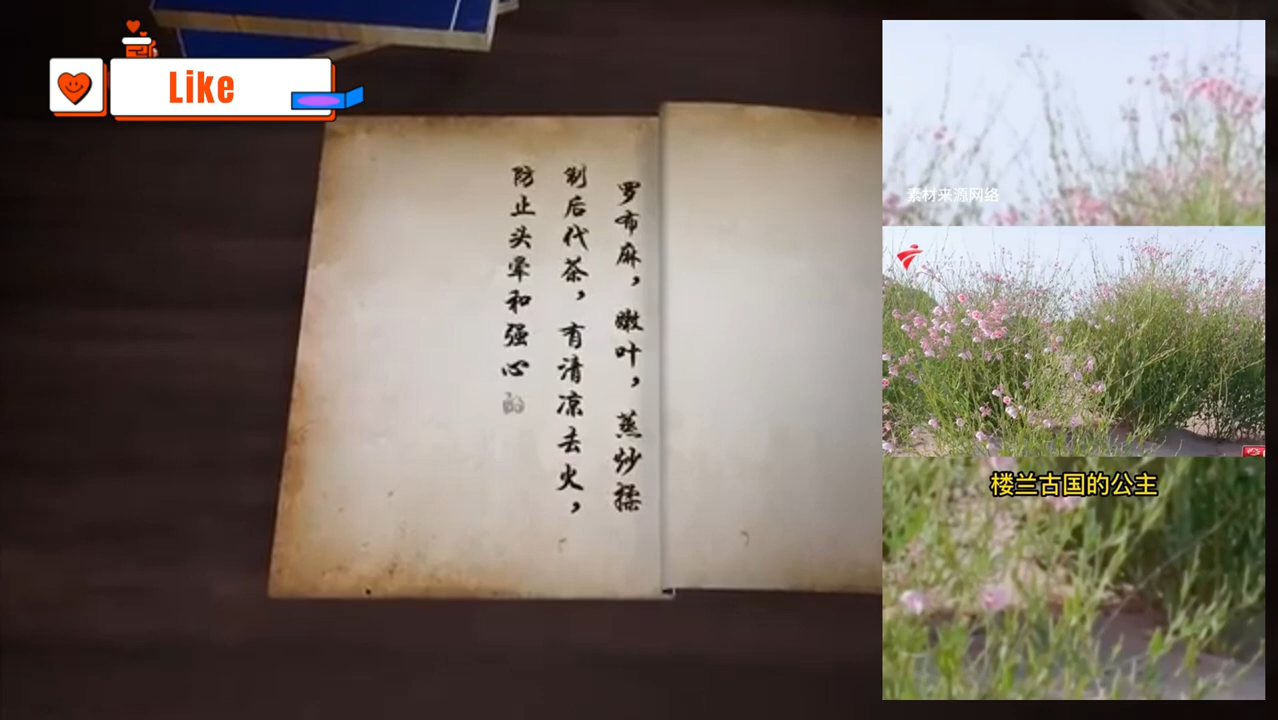 Like
罗布麻，嫩叶，蒸炒揉
制后代茶，有清凉去火，
防止头晕和强心的
素材来源网络
楼兰古国的公主